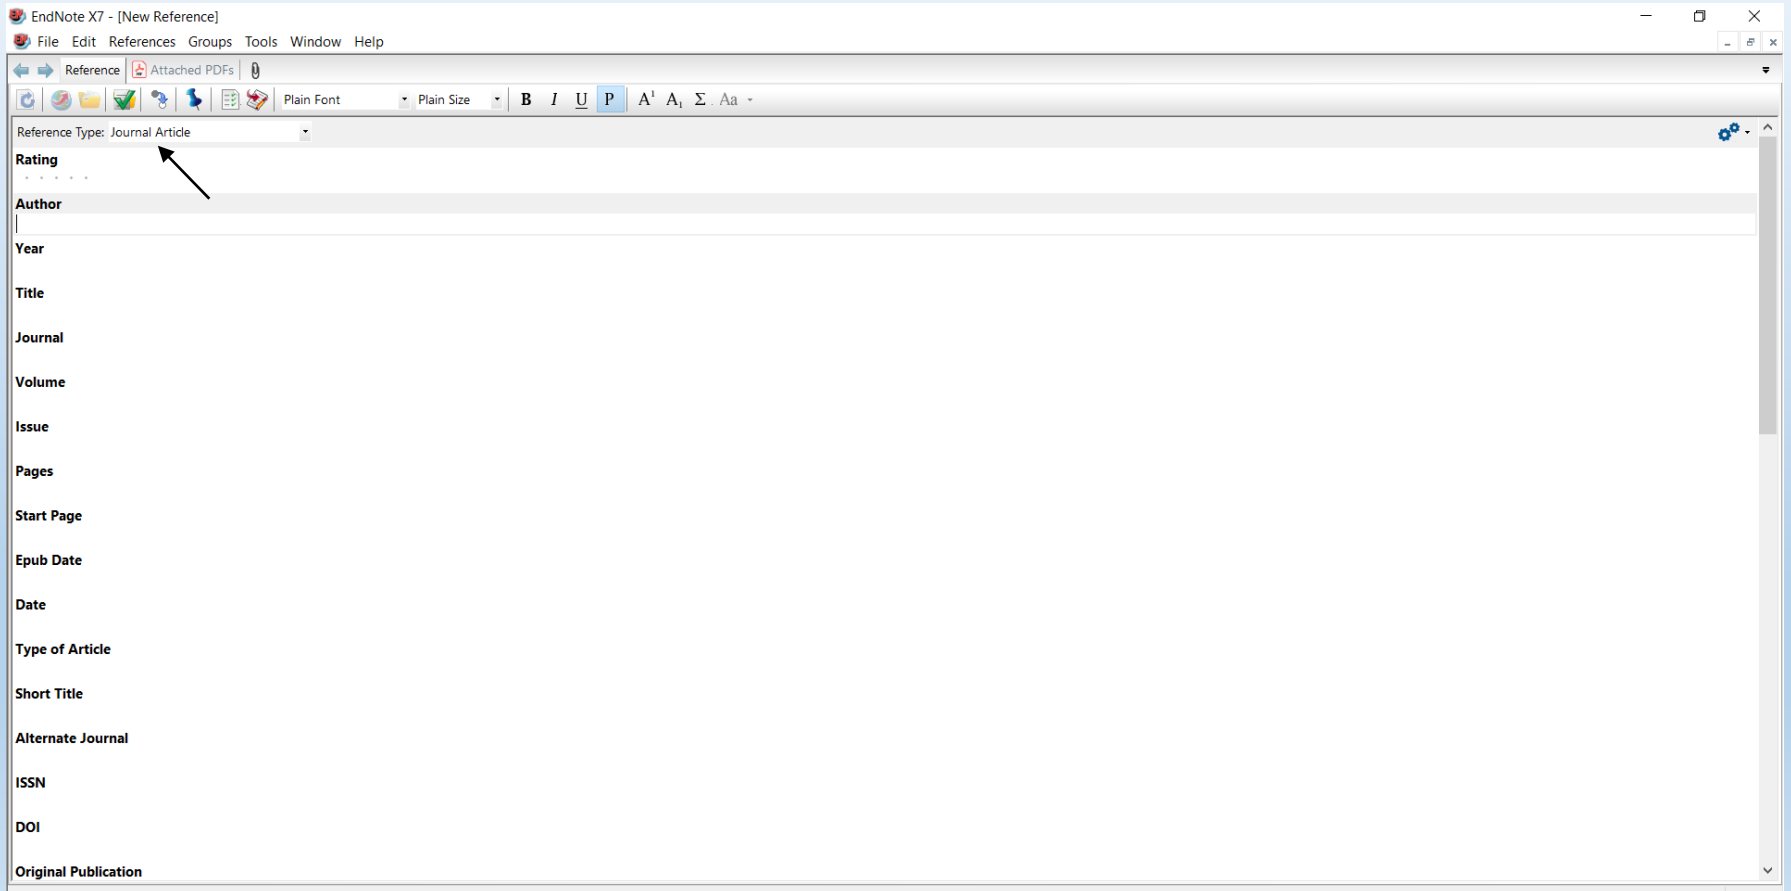 EndNote X7 - [New Reference]
File Edit References Groups Tools Window Help
Reference Attached PDFs
Plain Font Plain Size B I U P A¹ A₁ Σ Aa
Reference Type: Journal Article
Rating
Author
Year
Title
Journal
Volume
Issue
Pages
Start Page
Epub Date
Date
Type of Article
Short Title
Alternate Journal
ISSN
DOI
Original Publication